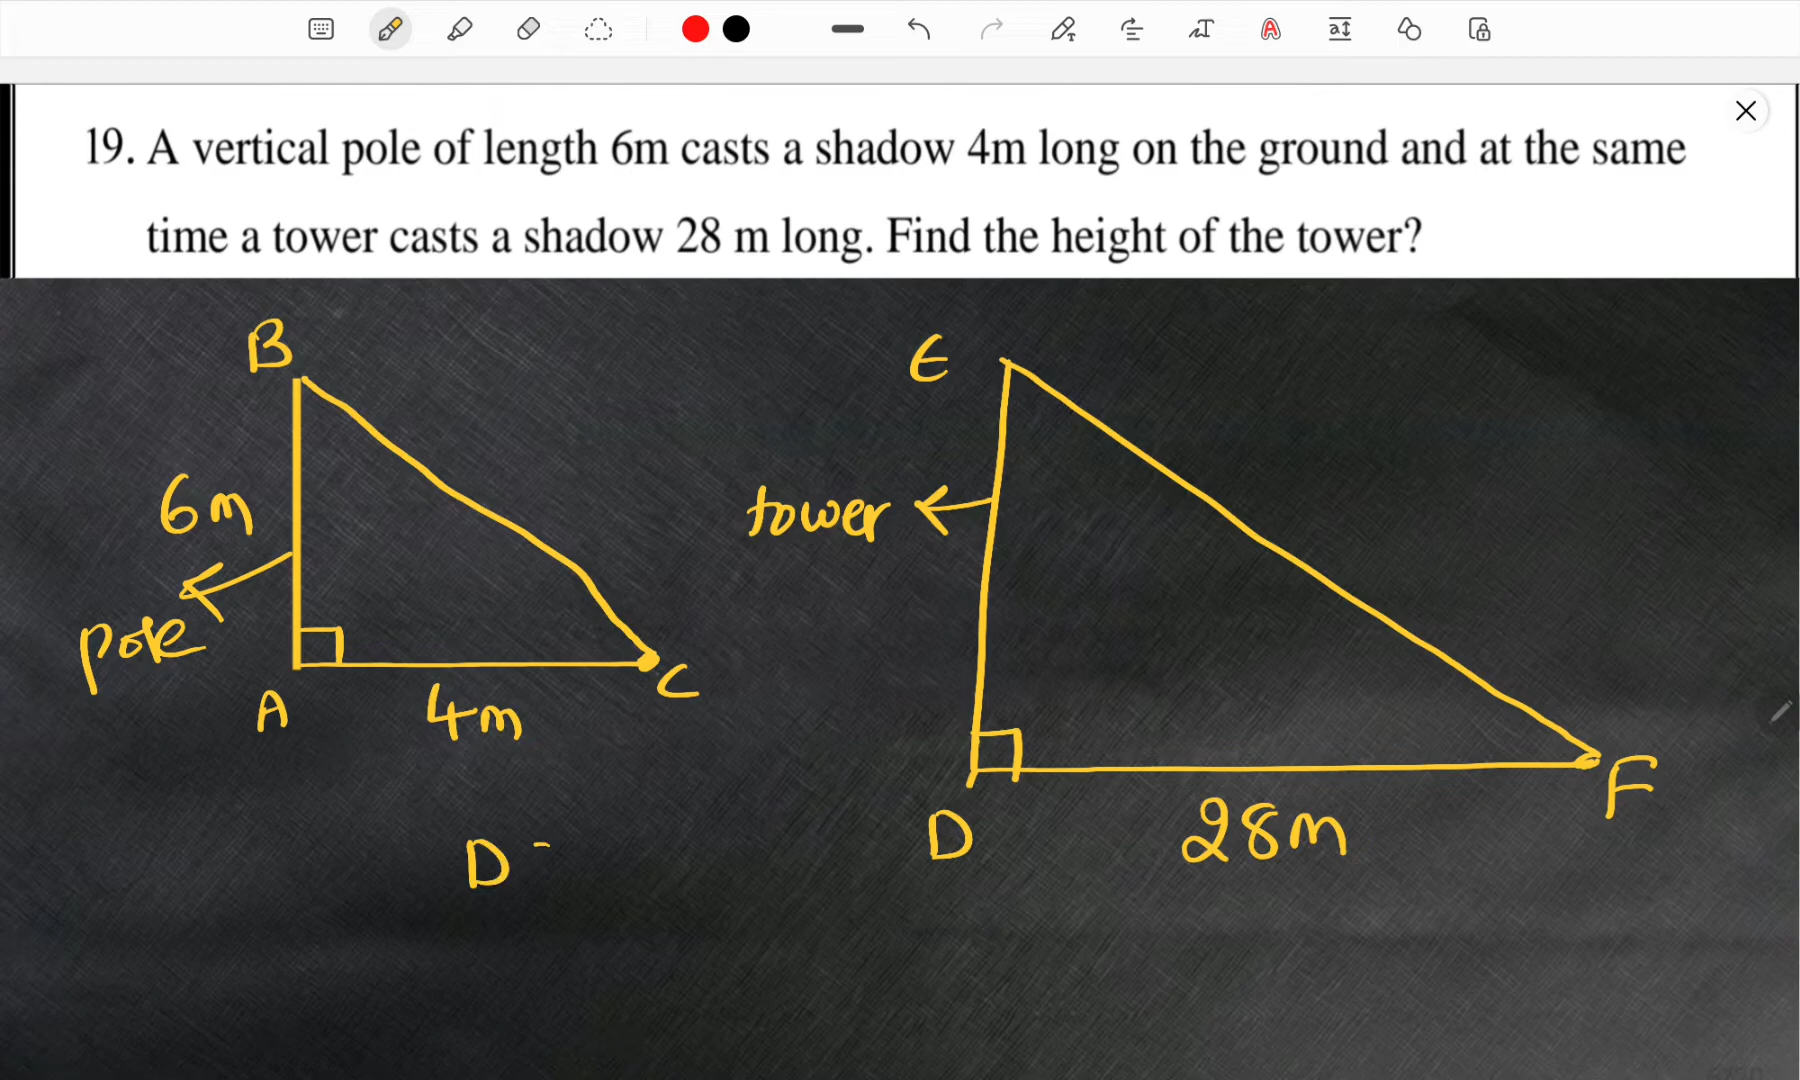 19. A vertical pole of length 6m casts a shadow 4m long on the ground and at the same
time a tower casts a shadow 28 m long. Find the height of the tower?
B
6m
pole
A
4m
C
E
tower
D
28m
F
D -